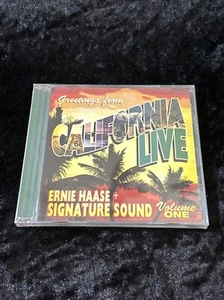 Greetings from
CALIFORNIA
LIVE
ERNIE HAASE +
SIGNATURE SOUND
Volume
ONE